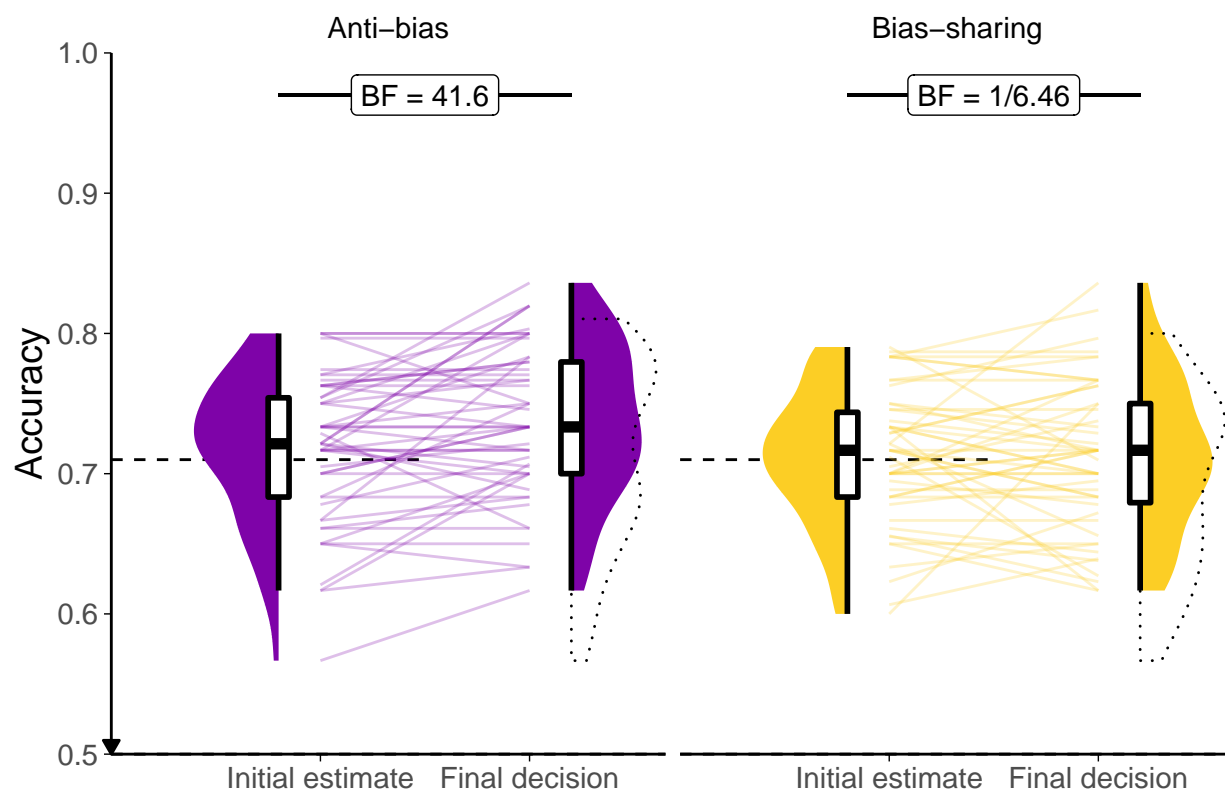 Anti−bias
Bias−sharing
BF = 41.6
BF = 1/6.46
Accuracy
1.0
0.9
0.8
0.7
0.6
0.5
Initial estimate
Final decision
Initial estimate
Final decision